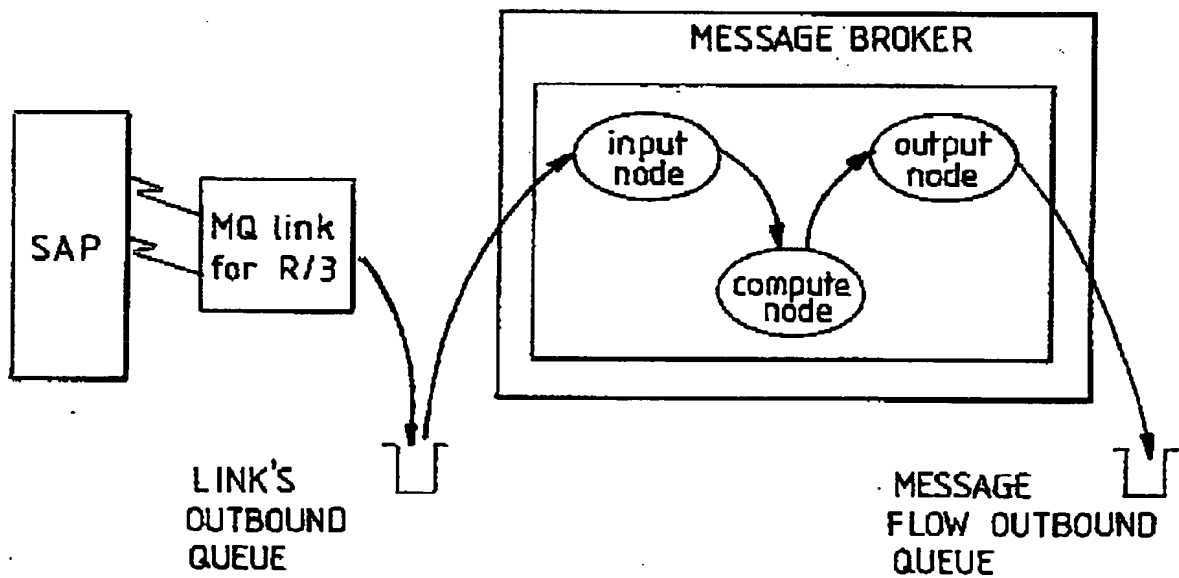 MESSAGE BROKER
input
node
output
node
compute
node
SAP
MQ link
for R/3
LINK'S
OUTBOUND
QUEUE
MESSAGE
FLOW OUTBOUND
QUEUE